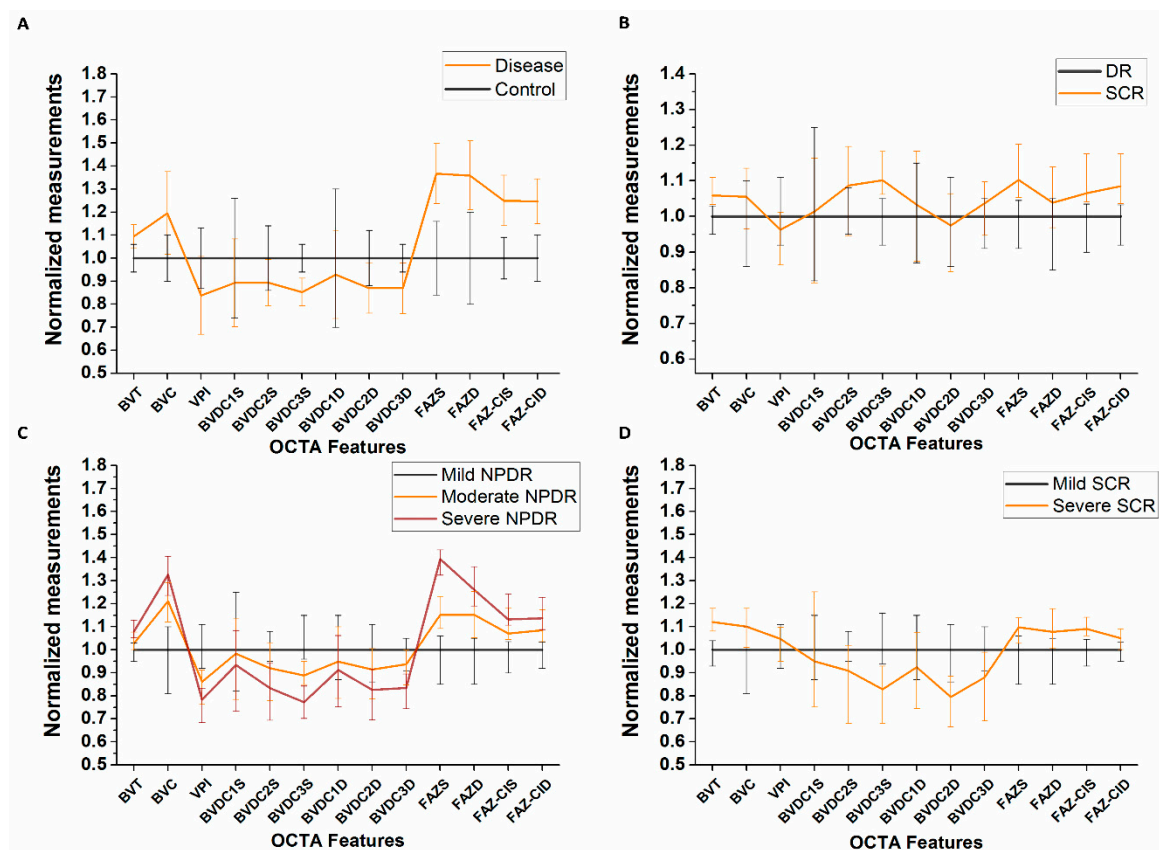 A
Normalized measurements
1.8
1.7
1.6
1.5
1.4
1.3
1.2
1.1
1.0
0.9
0.8
0.7
0.6
0.5
Disease
Control
BVT
BVC
VPI
BVDC1S
BVDC2S
BVDC3S
BVDC1D
BVDC2D
BVDC3D
FAZS
FAZD
FAZ-CIS
FAZ-CID
OCTA Features
B
Normalized measurements
1.4
1.3
1.2
1.1
1.0
0.9
0.8
0.7
0.6
DR
SCR
BVT
BVC
VPI
BVDC1S
BVDC2S
BVDC3S
BVDC1D
BVDC2D
BVDC3D
FAZS
FAZD
FAZ-CIS
FAZ-CID
OCTA Features
C
Normalized measurements
1.8
1.7
1.6
1.5
1.4
1.3
1.2
1.1
1.0
0.9
0.8
0.7
0.6
0.5
Mild NPDR
Moderate NPDR
Severe NPDR
BVT
BVC
VPI
BVDC1S
BVDC2S
BVDC3S
BVDC1D
BVDC2D
BVDC3D
FAZS
FAZD
FAZ-CIS
FAZ-CID
OCTA Features
D
Normalized measurements
1.8
1.7
1.6
1.5
1.4
1.3
1.2
1.1
1.0
0.9
0.8
0.7
0.6
0.5
Mild SCR
Severe SCR
BVT
BVC
VPI
BVDC1S
BVDC2S
BVDC3S
BVDC1D
BVDC2D
BVDC3D
FAZS
FAZD
FAZ-CIS
FAZ-CID
OCTA Features